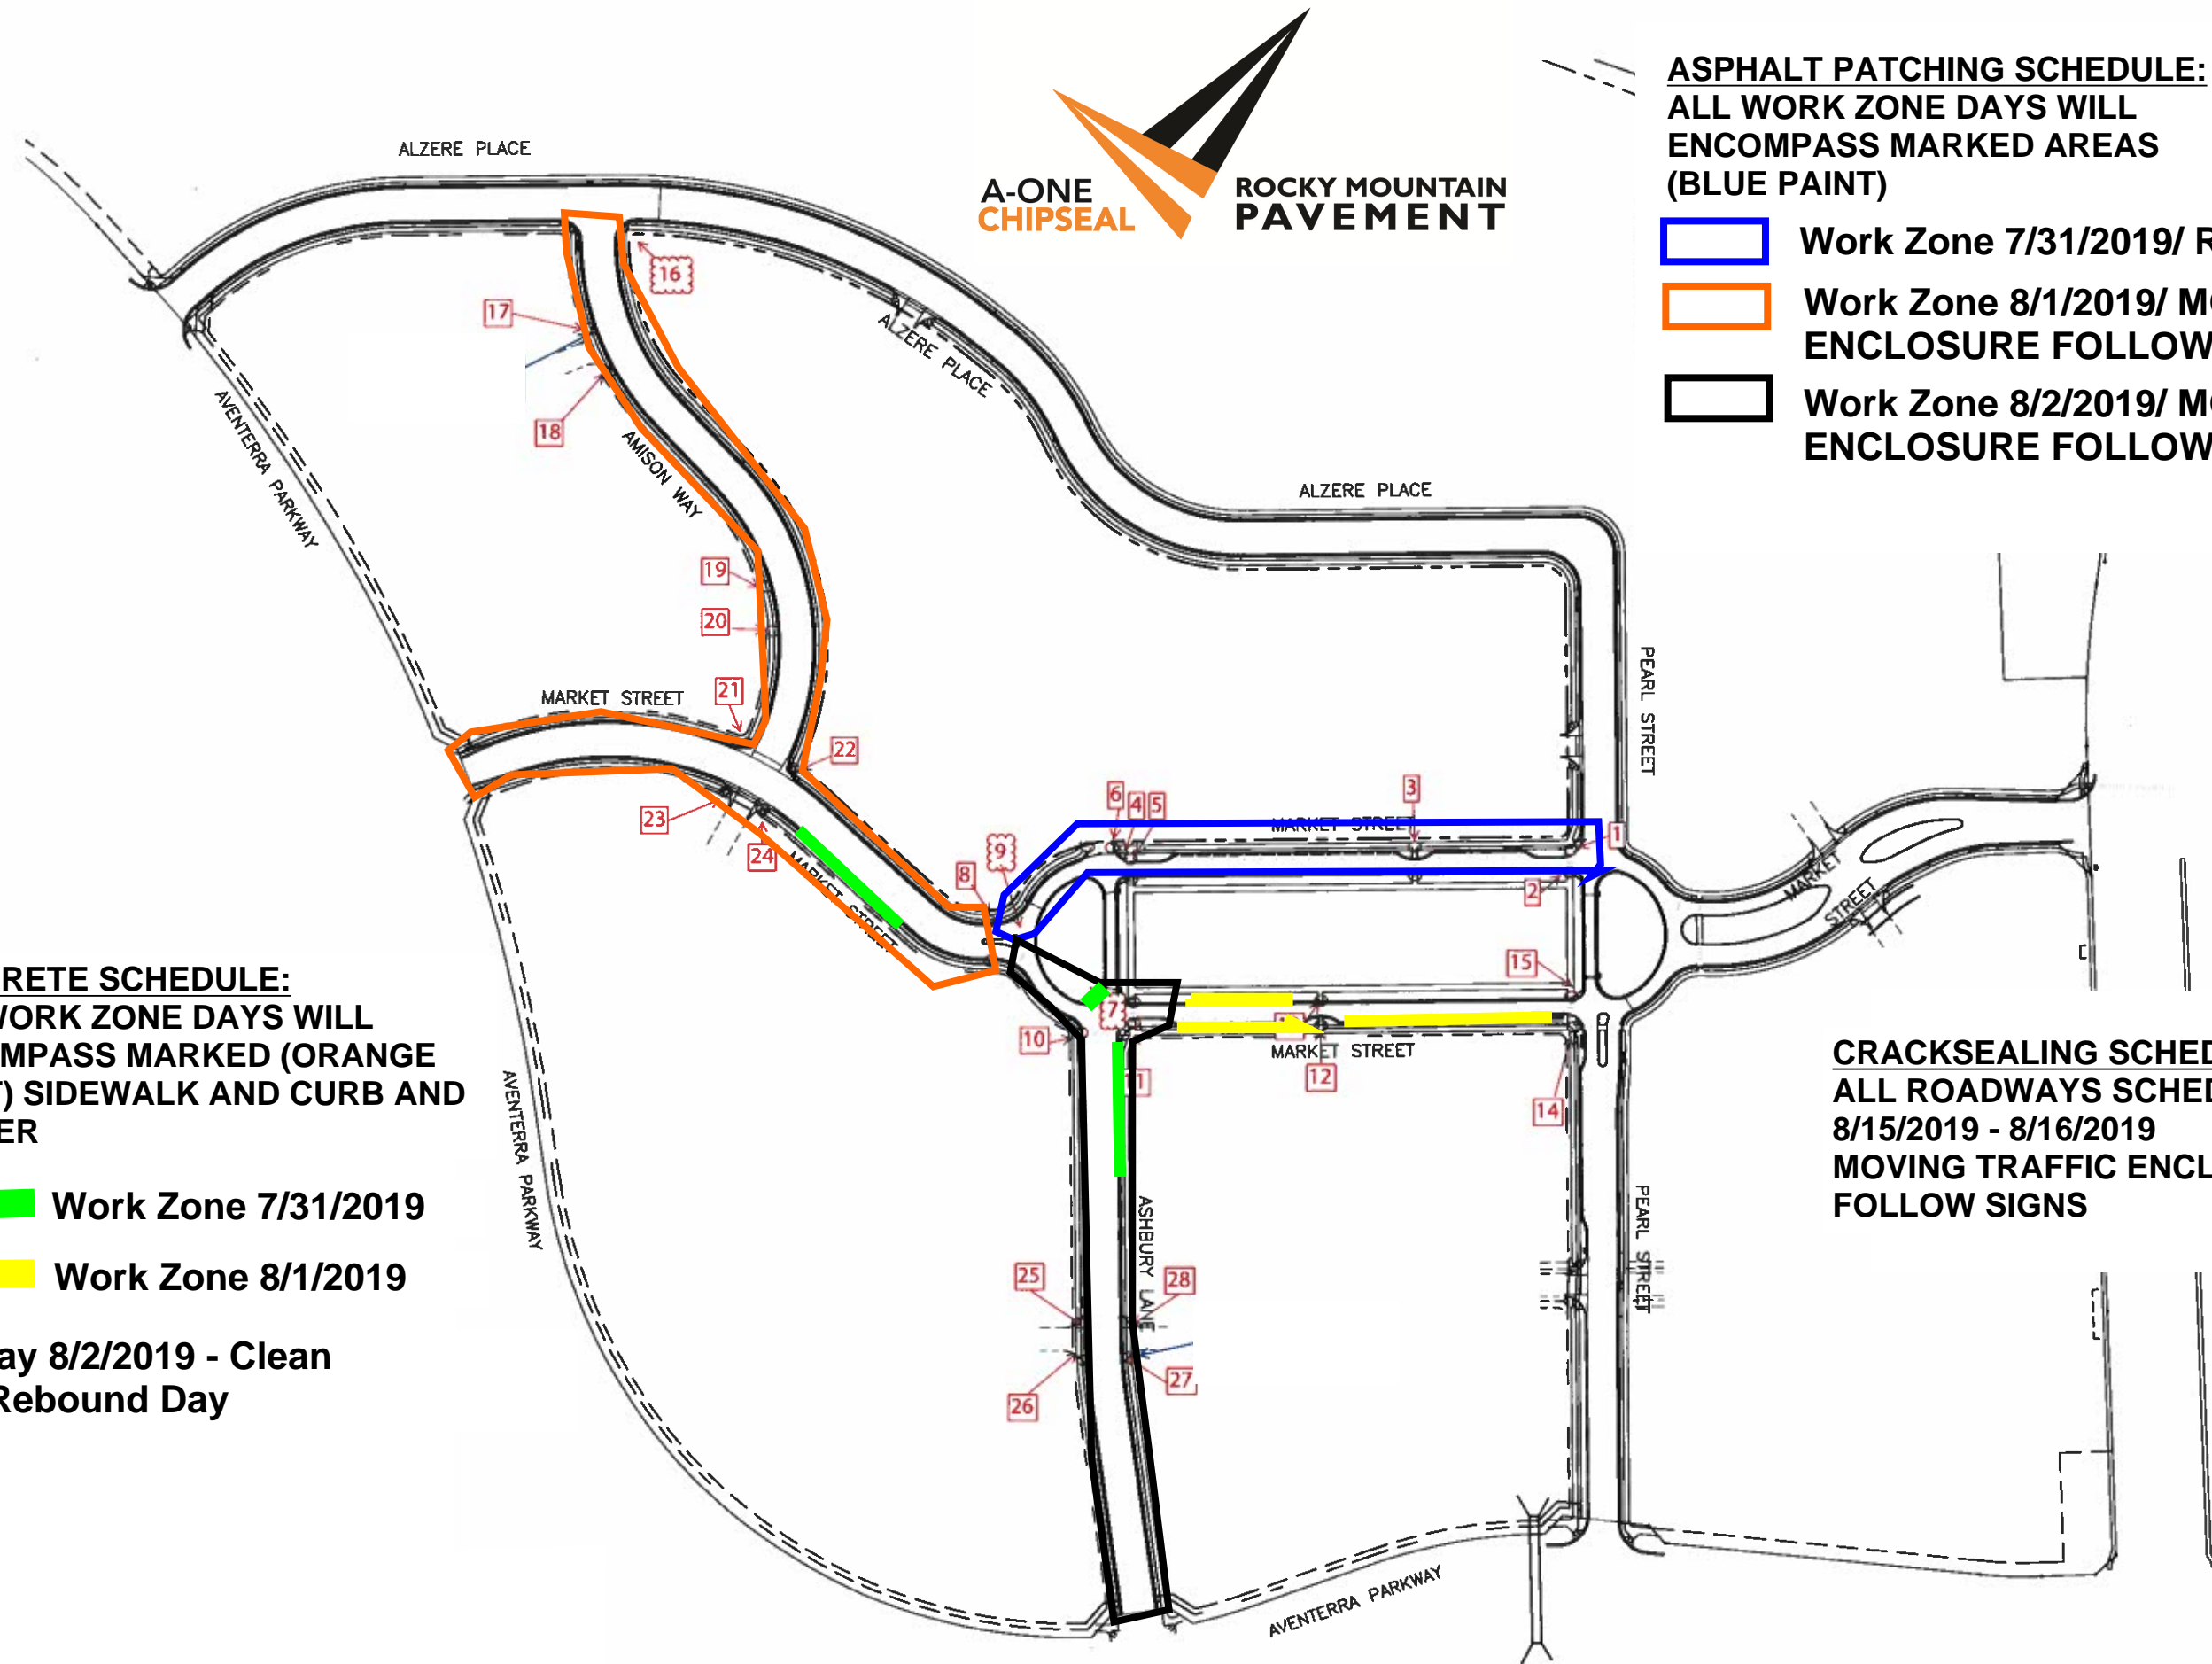 A-ONE
CHIPSEAL
ROCKY MOUNTAIN
PAVEMENT
ASPHALT PATCHING SCHEDULE:
ALL WORK ZONE DAYS WILL
ENCOMPASS MARKED AREAS
(BLUE PAINT)
Work Zone 7/31/2019/ R
Work Zone 8/1/2019/ M
ENCLOSURE FOLLOW
Work Zone 8/2/2019/ M
ENCLOSURE FOLLOW
ALZERE PLACE
16
17
18
ALZERE PLACE
AVENTERRA PARKWAY
AMISON WAY
ALZERE PLACE
19
20
21
MARKET STREET
22
23
24
MARKET STREET
PEARL STREET
3
6
4
5
MARKET STREET
1
9
8
2
MARKET
STREET
15
7
10
11
MARKET STREET
12
14
RETE SCHEDULE:
WORK ZONE DAYS WILL
MPASS MARKED (ORANGE
T) SIDEWALK AND CURB AND
ER
Work Zone 7/31/2019
Work Zone 8/1/2019
ay 8/2/2019 - Clean
Rebound Day
AVENTERRA PARKWAY
CRACKSEALING SCHED
ALL ROADWAYS SCHED
8/15/2019 - 8/16/2019
MOVING TRAFFIC ENCL
FOLLOW SIGNS
ASHBURY LANE
PEARL STREET
25
28
26
27
AVENTERRA PARKWAY